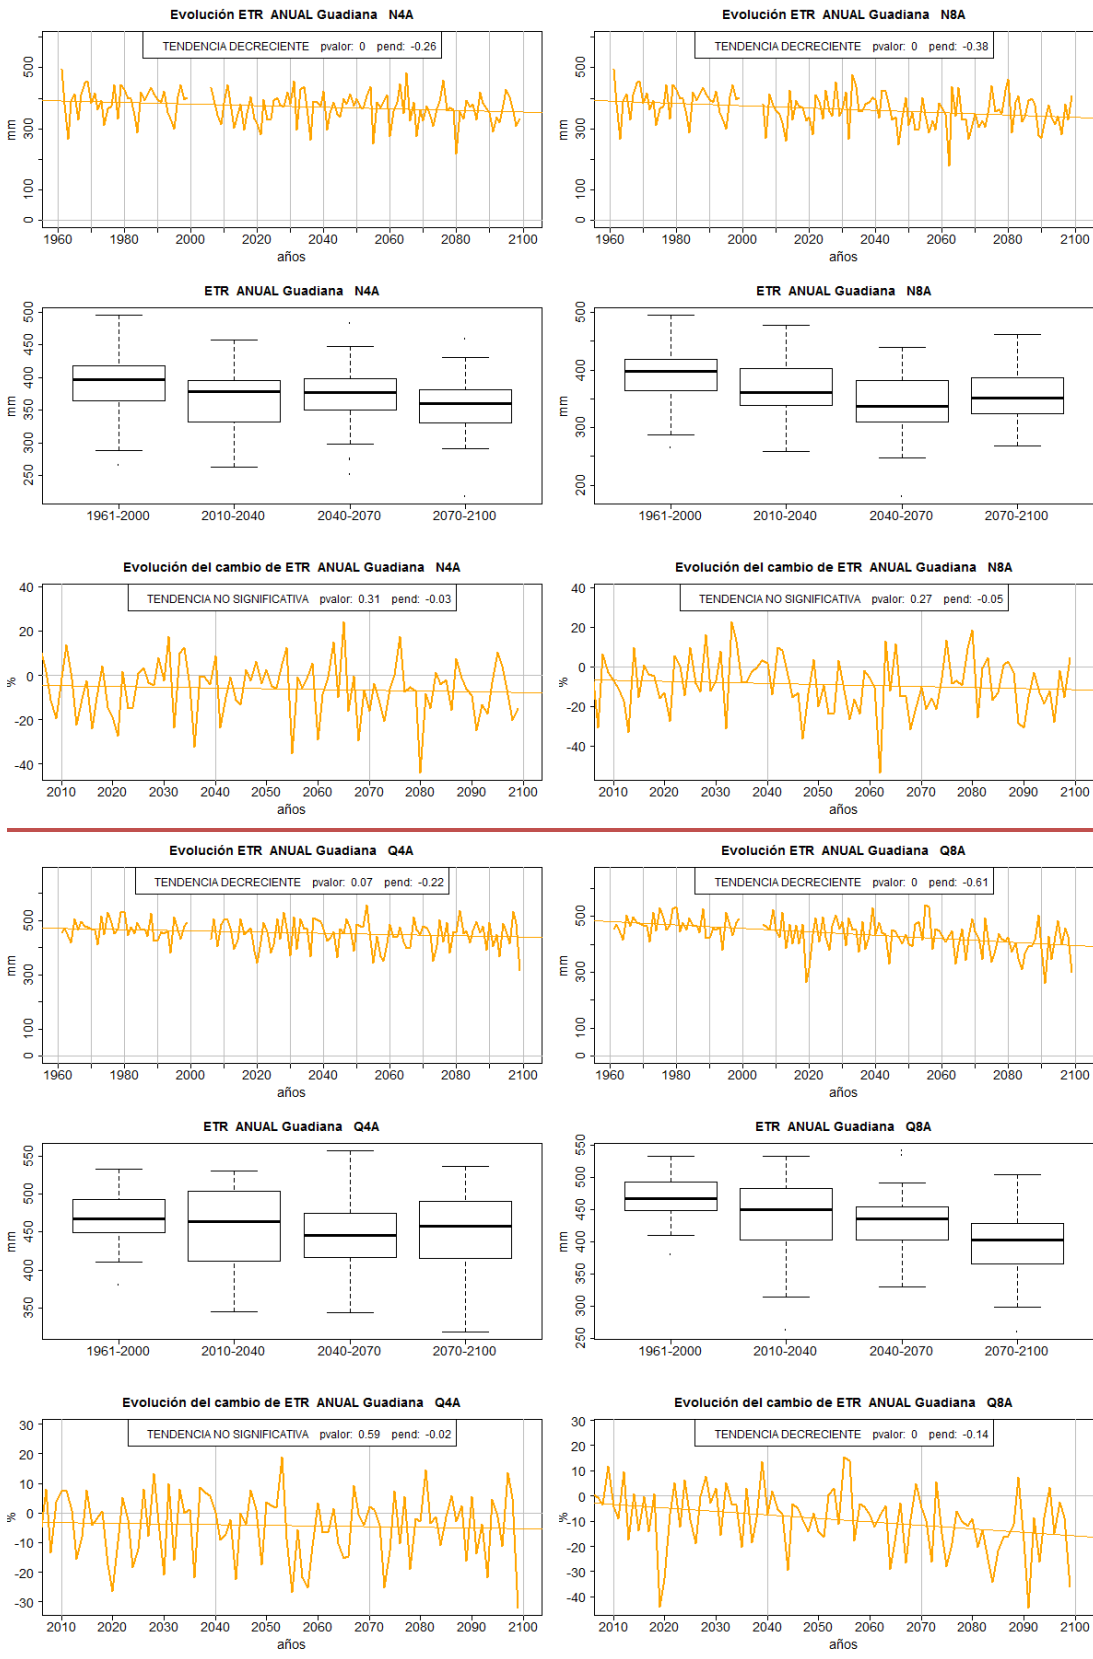 Evolución ETR ANUAL Guadiana N4A
TENDENCIA DECRECIENTE pvalor: 0 pend: -0.26
mm
500
300
100
0
1960 1980 2000 2020 2040 2060 2080 2100
años
Evolución ETR ANUAL Guadiana N8A
TENDENCIA DECRECIENTE pvalor: 0 pend: -0.38
mm
500
300
100
0
1960 1980 2000 2020 2040 2060 2080 2100
años
ETR ANUAL Guadiana N4A
mm
500
450
400
350
300
250
1961-2000 2010-2040 2040-2070 2070-2100
ETR ANUAL Guadiana N8A
mm
500
400
300
200
1961-2000 2010-2040 2040-2070 2070-2100
Evolución del cambio de ETR ANUAL Guadiana N4A
TENDENCIA NO SIGNIFICATIVA pvalor: 0.31 pend: -0.03
%
40
20
0
-20
-40
2010 2020 2030 2040 2050 2060 2070 2080 2090 2100
años
Evolución del cambio de ETR ANUAL Guadiana N8A
TENDENCIA NO SIGNIFICATIVA pvalor: 0.27 pend: -0.05
%
40
20
0
-20
-40
2010 2020 2030 2040 2050 2060 2070 2080 2090 2100
años
Evolución ETR ANUAL Guadiana Q4A
TENDENCIA DECRECIENTE pvalor: 0.07 pend: -0.22
mm
500
300
100
0
1960 1980 2000 2020 2040 2060 2080 2100
años
Evolución ETR ANUAL Guadiana Q8A
TENDENCIA DECRECIENTE pvalor: 0 pend: -0.61
mm
500
300
100
0
1960 1980 2000 2020 2040 2060 2080 2100
años
ETR ANUAL Guadiana Q4A
mm
550
500
450
400
350
1961-2000 2010-2040 2040-2070 2070-2100
ETR ANUAL Guadiana Q8A
mm
550
500
450
400
350
300
250
1961-2000 2010-2040 2040-2070 2070-2100
Evolución del cambio de ETR ANUAL Guadiana Q4A
TENDENCIA NO SIGNIFICATIVA pvalor: 0.59 pend: -0.02
%
30
20
10
0
-10
-20
-30
2010 2020 2030 2040 2050 2060 2070 2080 2090 2100
años
Evolución del cambio de ETR ANUAL Guadiana Q8A
TENDENCIA DECRECIENTE pvalor: 0 pend: -0.14
%
30
20
10
0
-10
-20
-30
-40
2010 2020 2030 2040 2050 2060 2070 2080 2090 2100
años